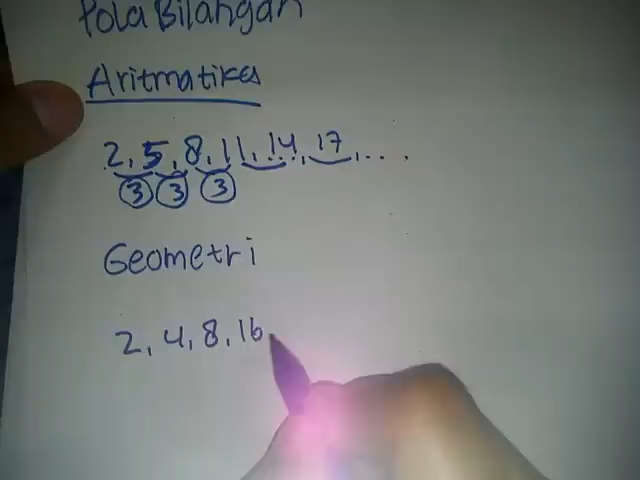 Pola Bilangan
Aritmatika
2, 5, 8, 11, 14, 17, ....
3 3 3
Geometri
2, 4, 8, 16